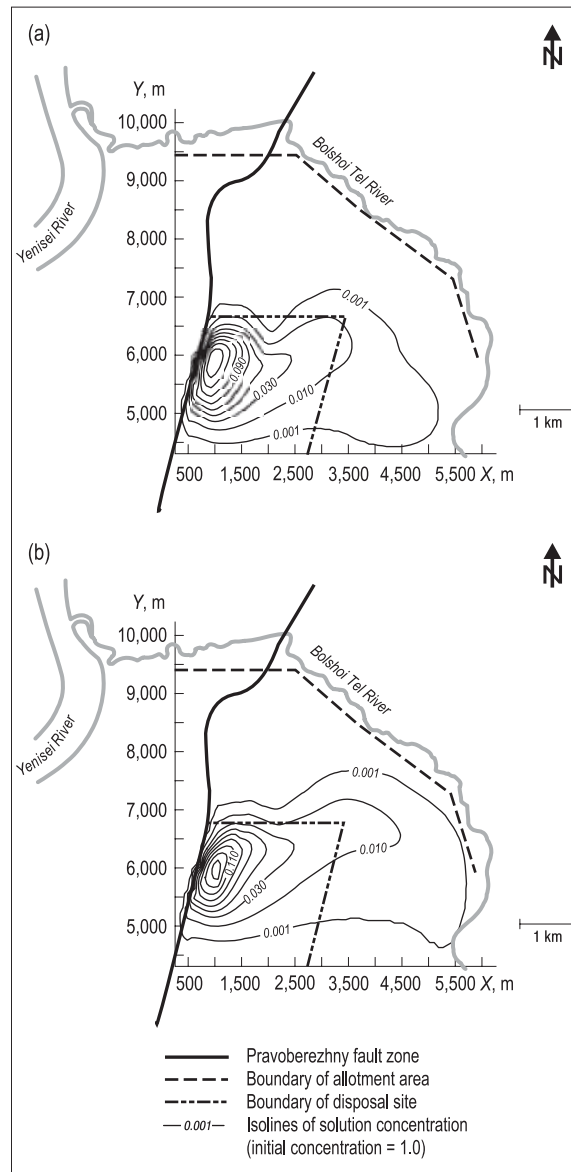 (a)
N
Y, m
10,000
9,000
8,000
7,000
6,000
5,000
Yenisei River
Bolshoi Tel River
0.001
0.090
0.030
0.010
0.001
1 km
500 1,500 2,500 3,500 4,500 5,500 X, m
(b)
N
Y, m
10,000
9,000
8,000
7,000
6,000
5,000
Yenisei River
Bolshoi Tel River
0.001
0.010
0.110
0.030
0.001
1 km
500 1,500 2,500 3,500 4,500 5,500 X, m
Pravoberezhny fault zone
Boundary of allotment area
Boundary of disposal site
0.001 Isolines of solution concentration
(initial concentration = 1.0)